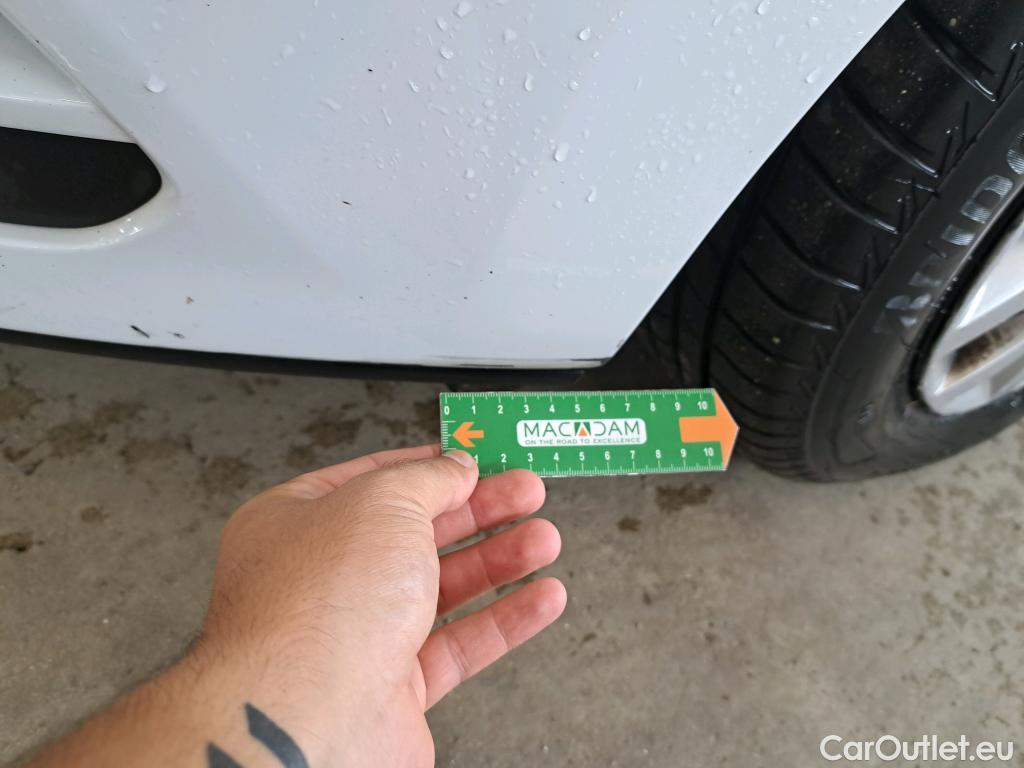 0 1 2 3 4 5 6 7 8 9 10
MACADAM
ON THE ROAD TO EXCELLENCE
1 2 3 4 5 6 7 8 9 10
CarOutlet.eu